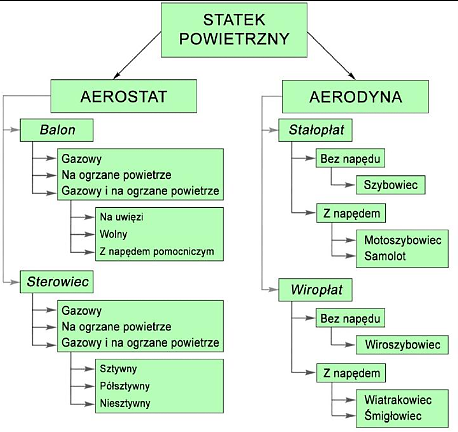 STATEK
POWIETRZNY
AEROSTAT
Balon
Gazowy
Na ogrzane powietrze
Gazowy i na ogrzane powietrze
Na uwięzi
Wolny
Z napędem pomocniczym
Sterowiec
Gazowy
Na ogrzane powietrze
Gazowy i na ogrzane powietrze
Sztywny
Półsztywny
Niesztywny
AERODYNA
Stałopłat
Bez napędu
Szybowiec
Z napędem
Motoszybowiec
Samolot
Wiropłat
Bez napędu
Wiroszybowiec
Z napędem
Wiatrakowiec
Śmigłowiec